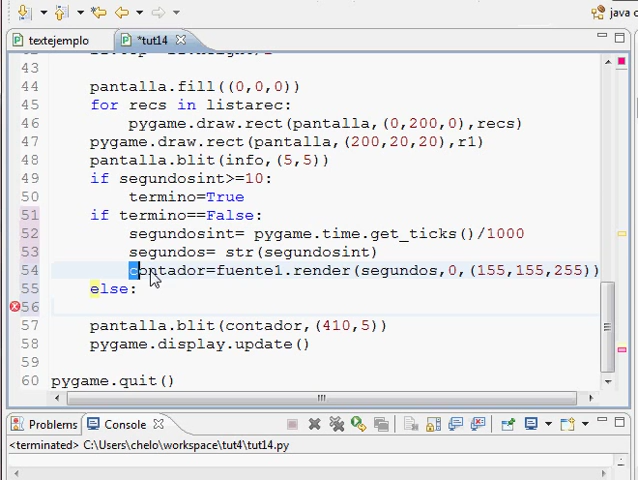 java c
textejemplo
*tut14
43
44 pantalla.fill((0,0,0))
45 for recs in listarec:
46 pygame.draw.rect(pantalla,(0,200,0),recs)
47 pygame.draw.rect(pantalla,(200,20,20),r1)
48 pantalla.blit(info,(5,5))
49 if segundosint>=10:
50 termino=True
51 if termino==False:
52 segundosint= pygame.time.get_ticks()/1000
53 segundos= str(segundosint)
54 contador=fuente1.render(segundos,0,(155,155,255))
55 else:
56
57 pantalla.blit(contador,(410,5))
58 pygame.display.update()
59
60 pygame.quit()
Problems
Console
<terminated> C:\Users\chelo\workspace\tut4\tut14.py